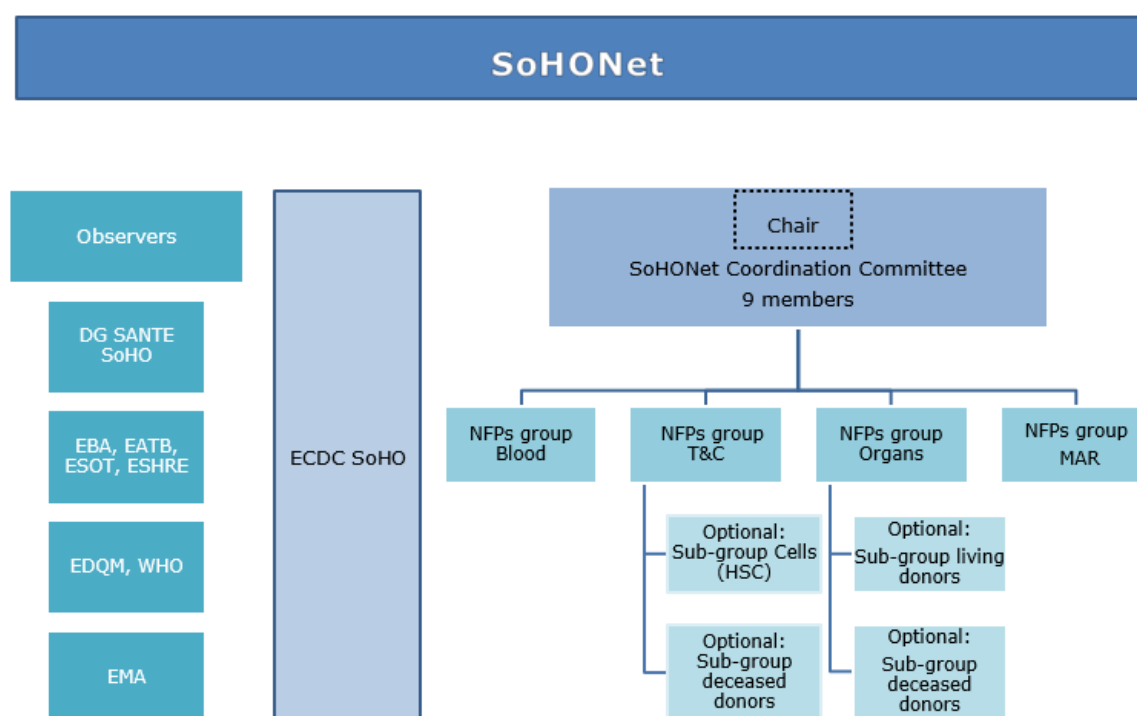 SoHONet
Observers
DG SANTE
SoHO
EBA, EATB,
ESOT, ESHRE
EDQM, WHO
EMA
ECDC SoHO
Chair
SoHONet Coordination Committee
9 members
NFPs group
Blood
NFPs group
T&C
Optional:
Sub-group Cells
(HSC)
Optional:
Sub-group
deceased
donors
NFPs group
Organs
Optional:
Sub-group living
donors
Optional:
Sub-group
deceased
donors
NFPs group
MAR